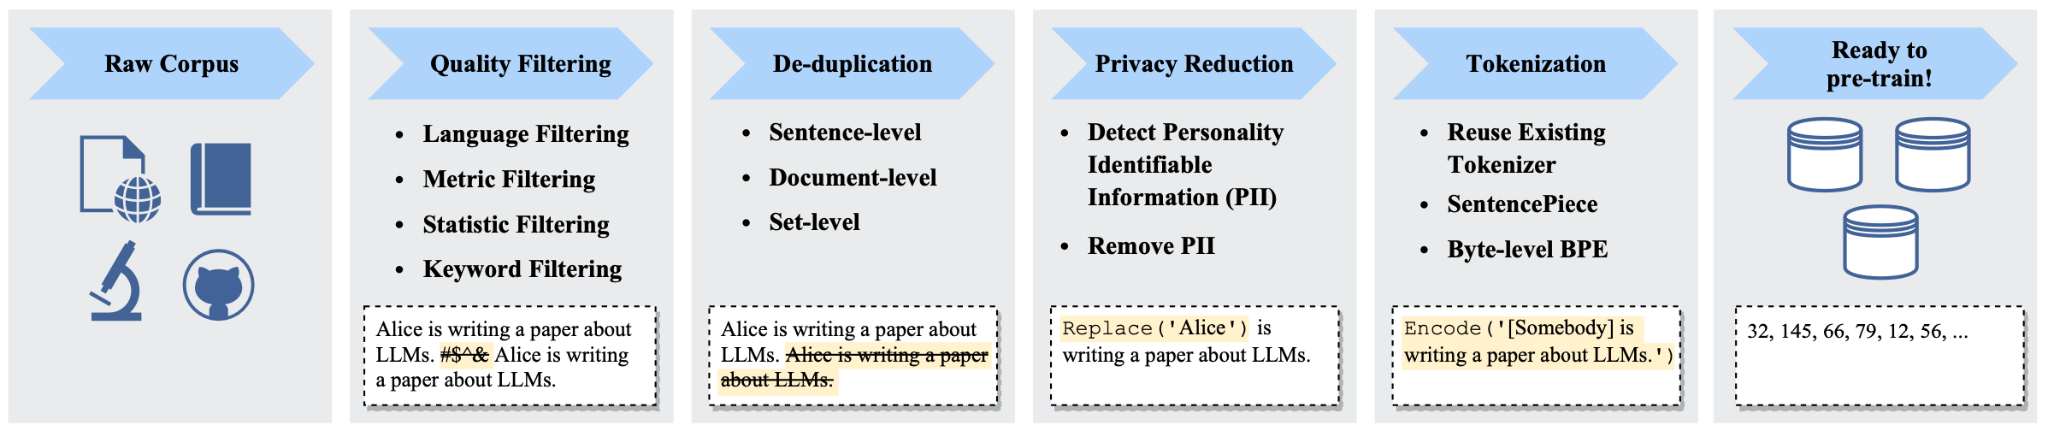 Raw Corpus
Quality Filtering
• Language Filtering
• Metric Filtering
• Statistic Filtering
• Keyword Filtering
Alice is writing a paper about
LLMs. #$^& Alice is writing
a paper about LLMs.
De-duplication
• Sentence-level
• Document-level
• Set-level
Alice is writing a paper about
LLMs. Alice is writing a paper
about LLMs.
Privacy Reduction
• Detect Personality
Identifiable
Information (PII)
• Remove PII
Replace('Alice') is
writing a paper about LLMs.
Tokenization
• Reuse Existing
Tokenizer
• SentencePiece
• Byte-level BPE
Encode('[Somebody] is
writing a paper about LLMs.')
Ready to
pre-train!
32, 145, 66, 79, 12, 56, ...